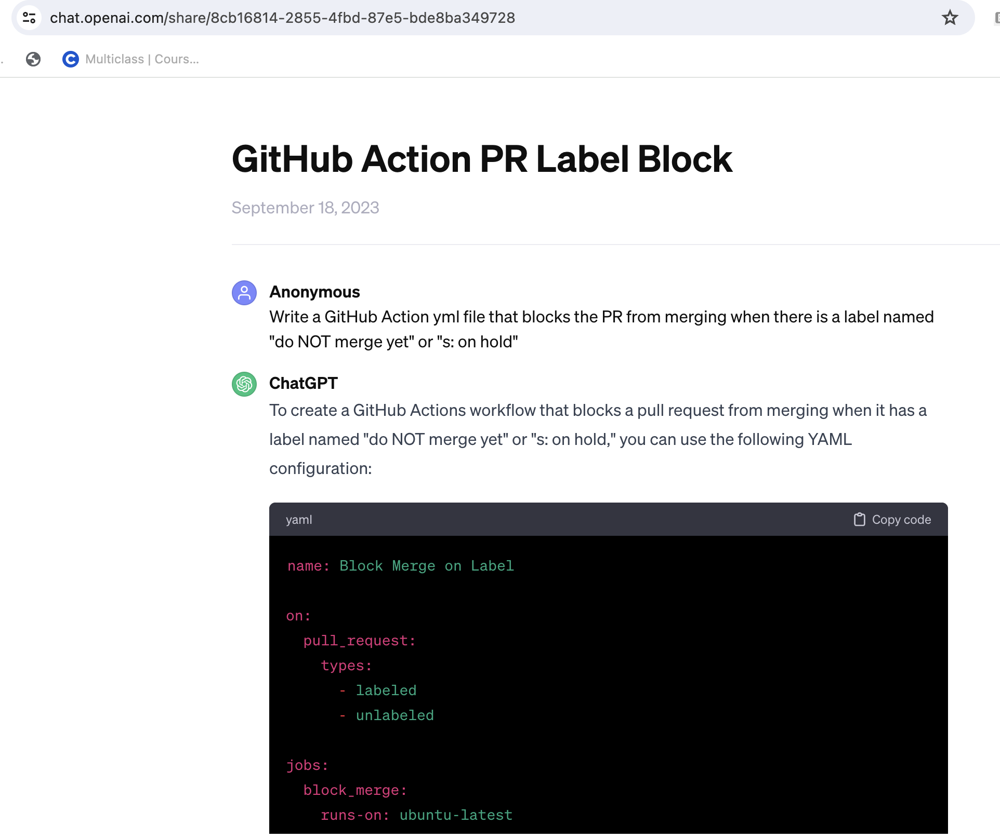 chat.openai.com/share/8cb16814-2855-4fbd-87e5-bde8ba349728
Multiclass | Cours...
GitHub Action PR Label Block
September 18, 2023
Anonymous
Write a GitHub Action yml file that blocks the PR from merging when there is a label named
"do NOT merge yet" or "s: on hold"
ChatGPT
To create a GitHub Actions workflow that blocks a pull request from merging when it has a
label named "do NOT merge yet" or "s: on hold," you can use the following YAML
configuration:
yaml
Copy code
name: Block Merge on Label
on:
pull_request:
types:
- labeled
- unlabeled
jobs:
block_merge:
runs-on: ubuntu-latest